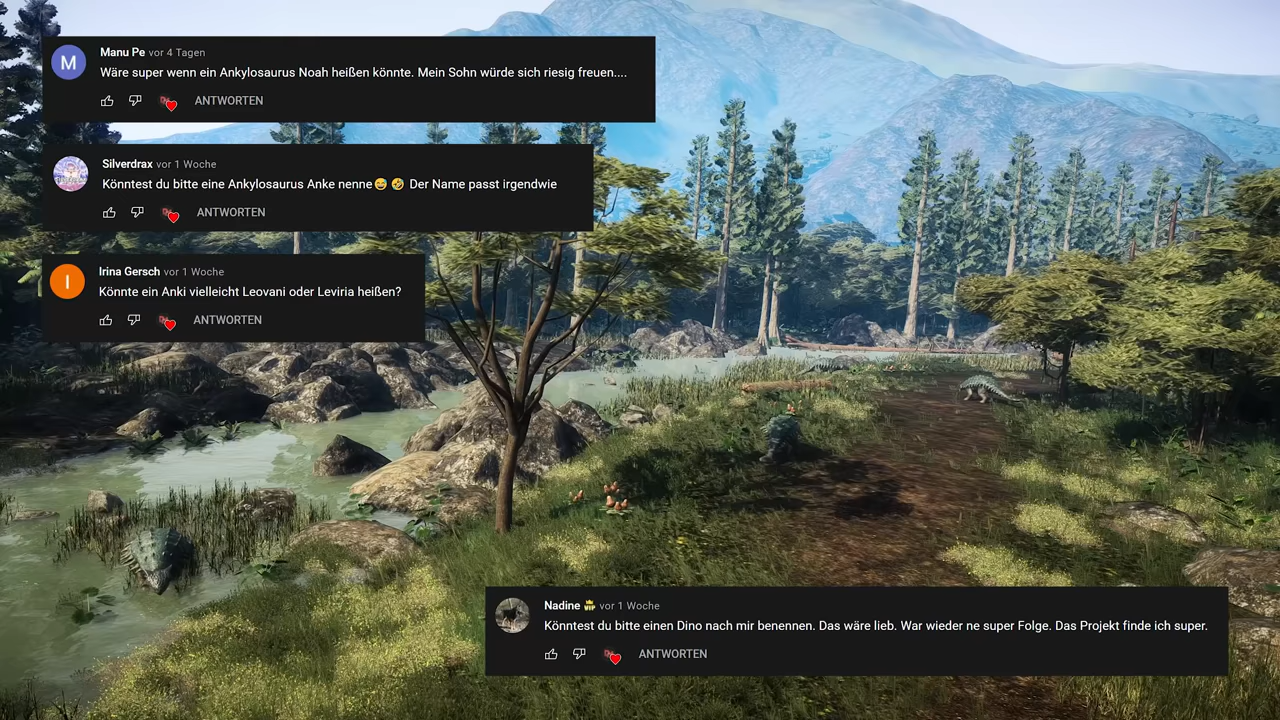 M
Manu Pe vor 4 Tagen
Wäre super wenn ein Ankylosaurus Noah heißen könnte. Mein Sohn würde sich riesig freuen....
ANTWORTEN
Silverdrax vor 1 Woche
Könntest du bitte eine Ankylosaurus Anke nenne😅 🤣 Der Name passt irgendwie
ANTWORTEN
I
Irina Gersch vor 1 Woche
Könnte ein Anki vielleicht Leovani oder Leviria heißen?
ANTWORTEN
Nadine vor 1 Woche
Könntest du bitte einen Dino nach mir benennen. Das wäre lieb. War wieder ne super Folge. Das Projekt finde ich super.
ANTWORTEN